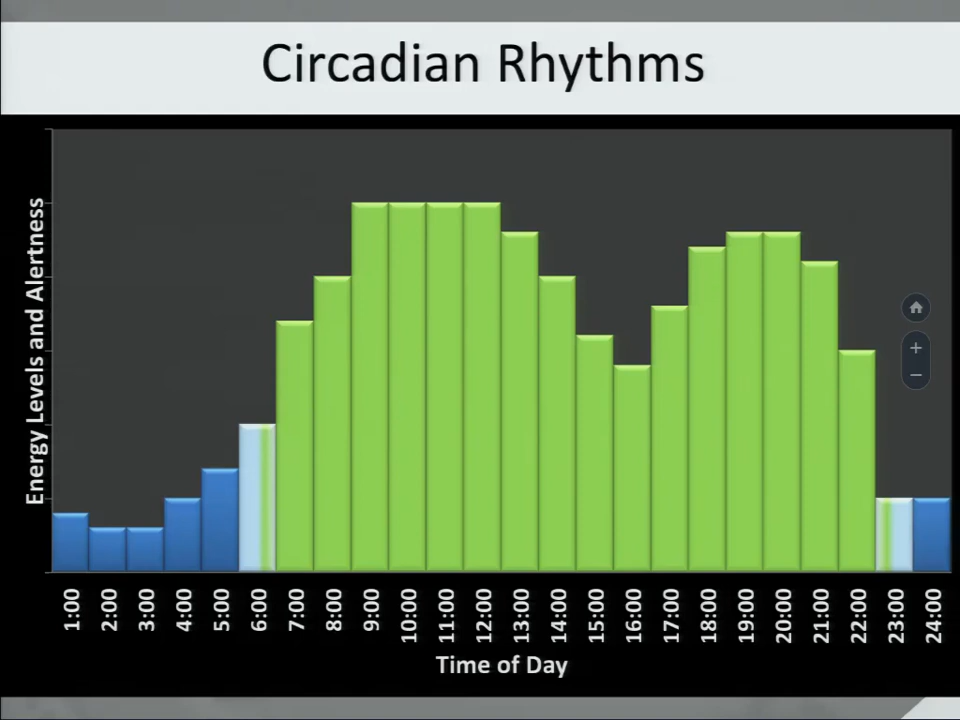 Circadian Rhythms
Energy Levels and Alertness
1:00 2:00 3:00 4:00 5:00 6:00 7:00 8:00 9:00 10:00 11:00 12:00 13:00 14:00 15:00 16:00 17:00 18:00 19:00 20:00 21:00 22:00 23:00 24:00
Time of Day